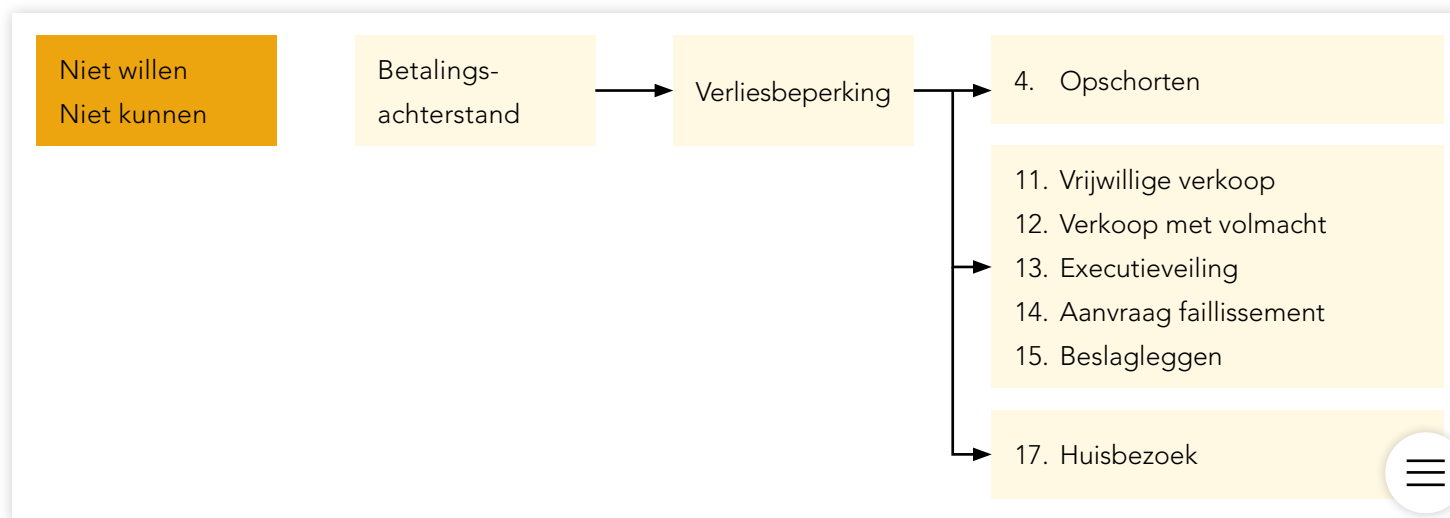 Niet willen
Niet kunnen
Betalings-
achterstand
Verliesbeperking
4. Opschorten
11. Vrijwillige verkoop
12. Verkoop met volmacht
13. Executieveiling
14. Aanvraag faillissement
15. Beslagleggen
17. Huisbezoek